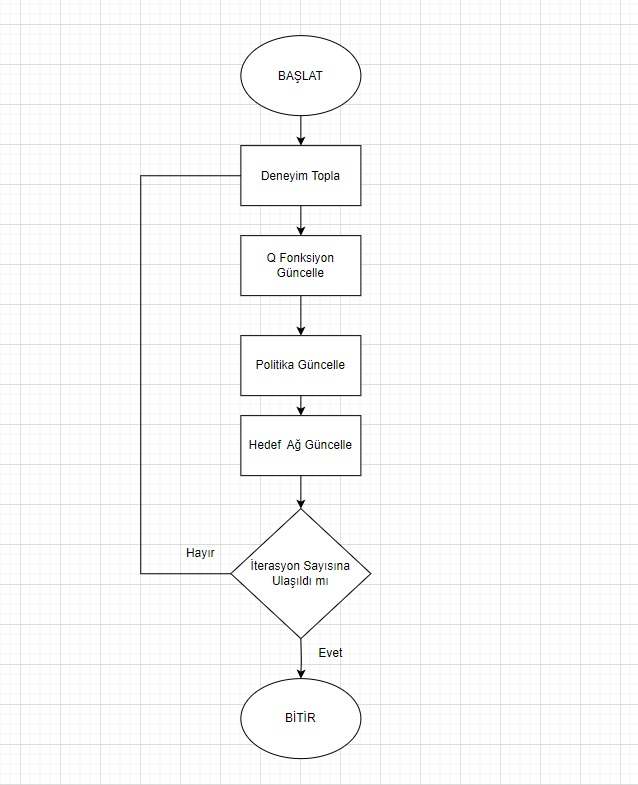 BAŞLAT
Deneyim Topla
Q Fonksiyon
Güncelle
Politika Güncelle
Hedef Ağ Güncelle
Hayır
İterasyon Sayısına
Ulaşıldı mı
Evet
BİTİR